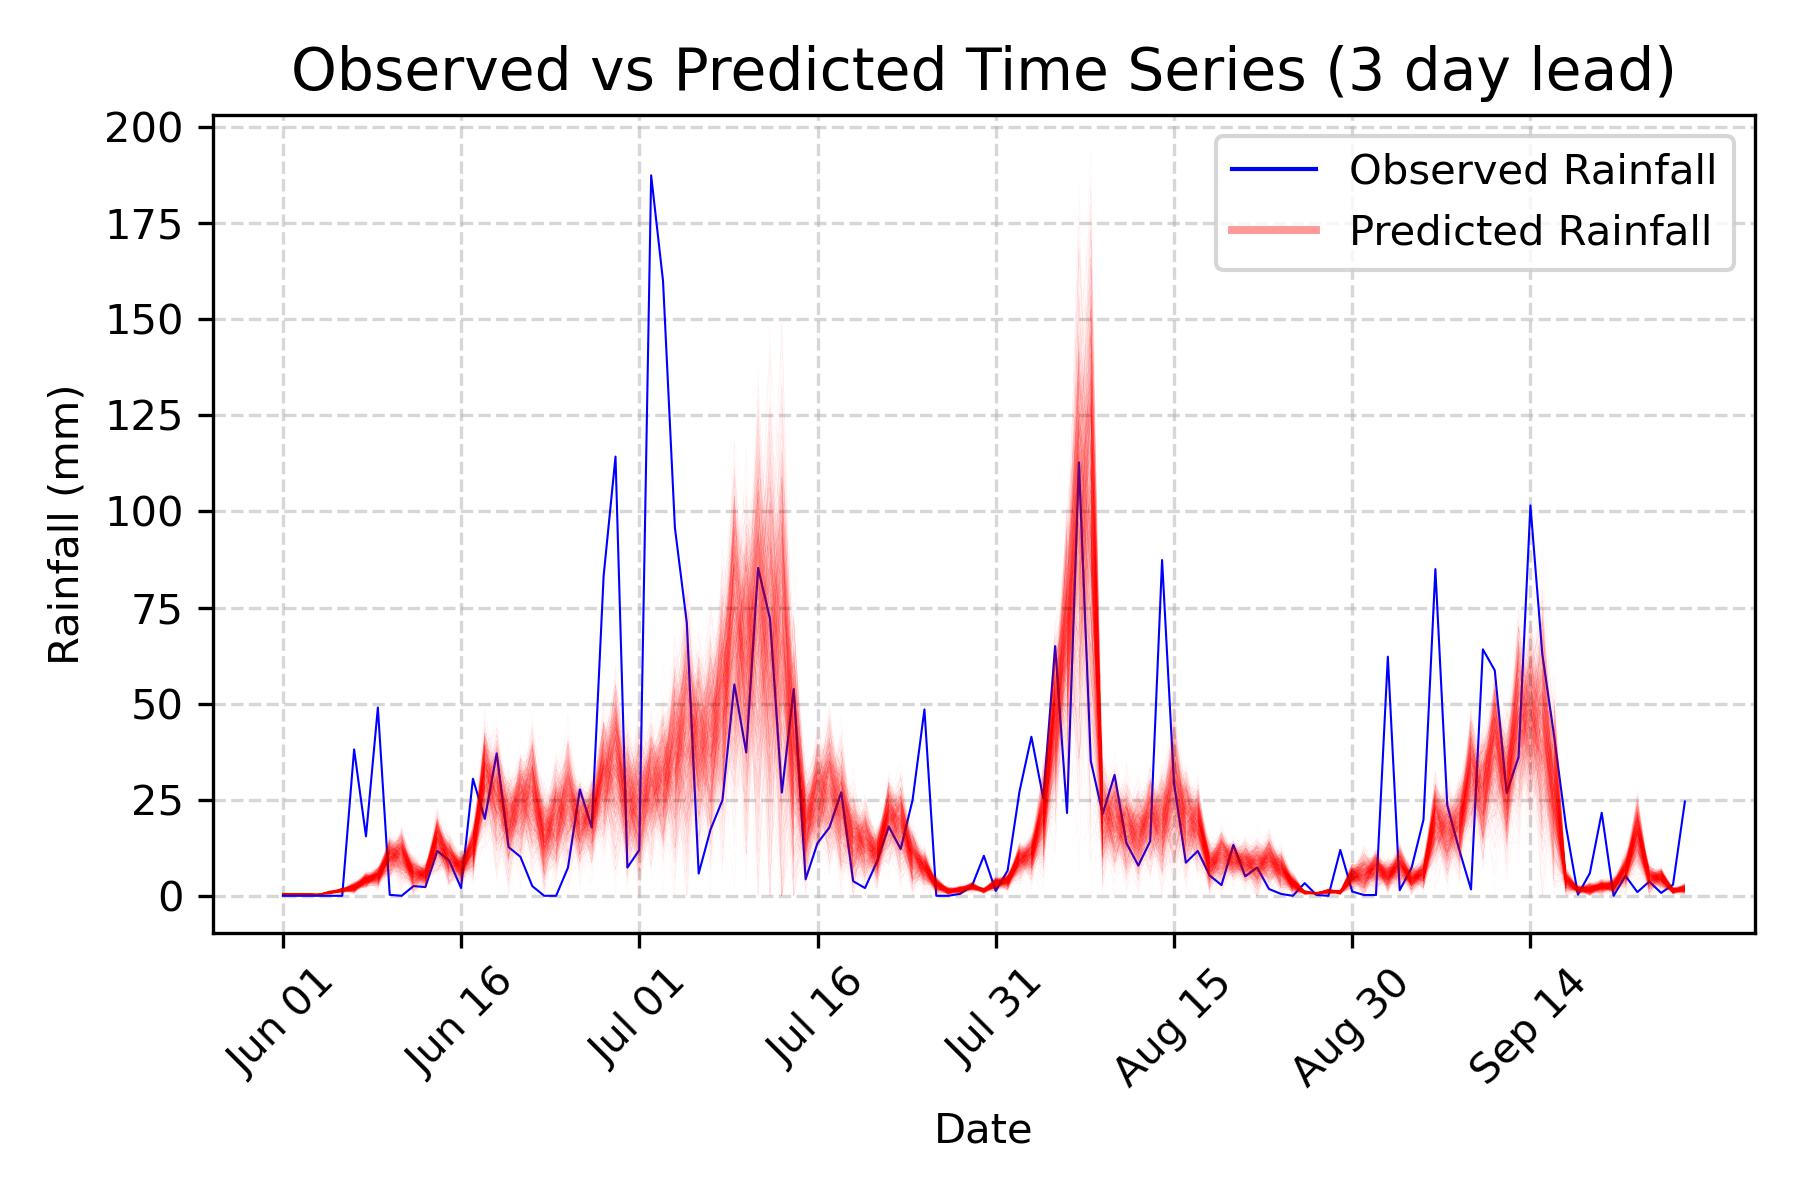 Observed vs Predicted Time Series (3 day lead)
200
175
150
125
100
75
50
25
0
Rainfall (mm)
Observed Rainfall
Predicted Rainfall
Jun 01
Jun 16
Jul 01
Jul 16
Jul 31
Aug 15
Aug 30
Sep 14
Date